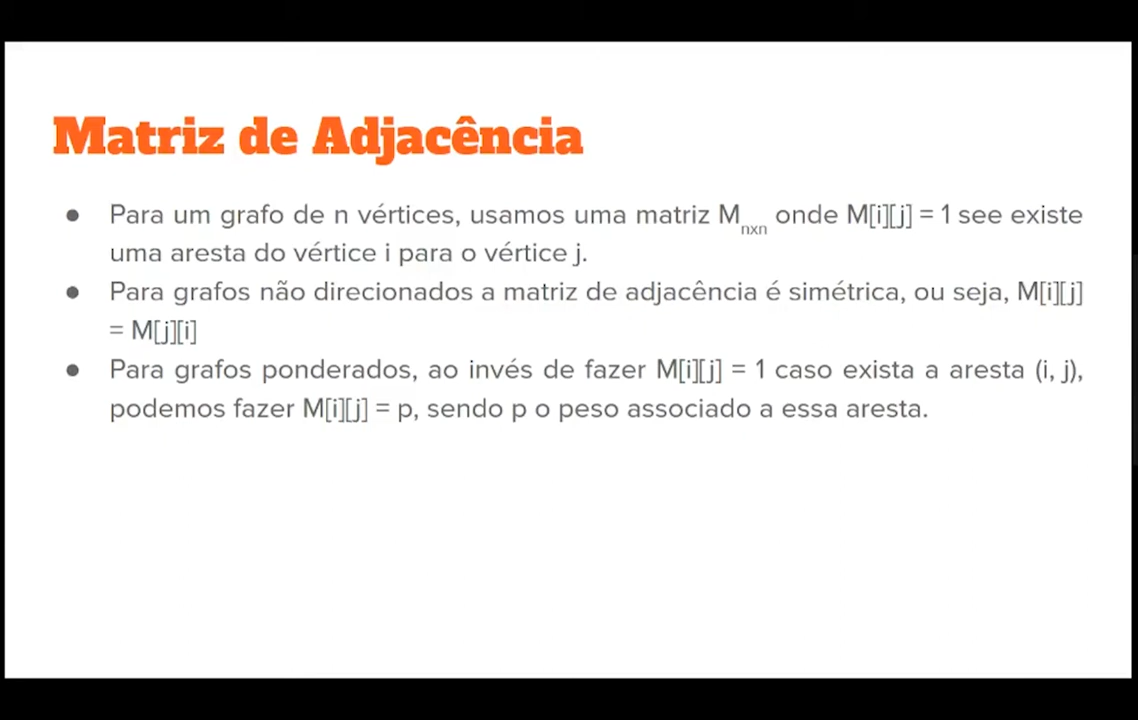 Matriz de Adjacência
● Para um grafo de n vértices, usamos uma matriz Mnxn onde M[i][j] = 1 see existe
uma aresta do vértice i para o vértice j.
● Para grafos não direcionados a matriz de adjacência é simétrica, ou seja, M[i][j]
= M[j][i]
● Para grafos ponderados, ao invés de fazer M[i][j] = 1 caso exista a aresta (i, j),
podemos fazer M[i][j] = p, sendo p o peso associado a essa aresta.